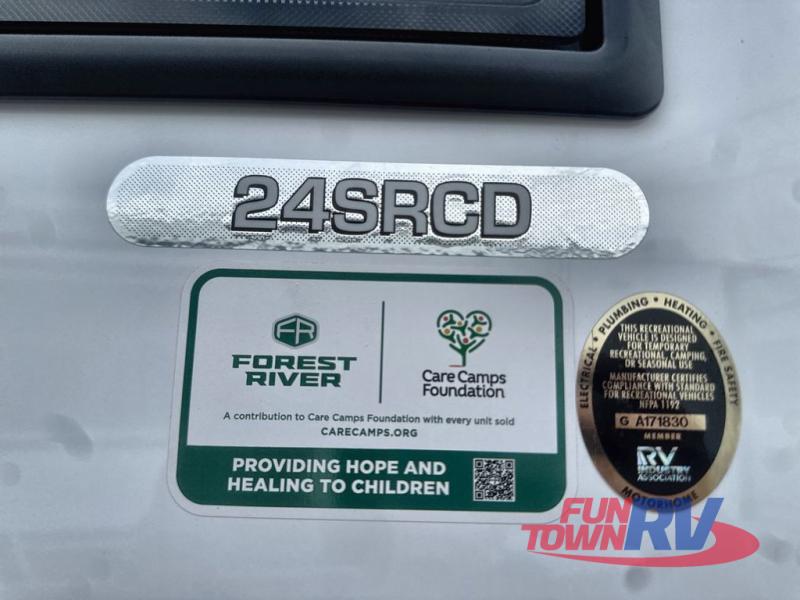 24SRCD
FR
FOREST
RIVER
Care Camps
Foundation
A contribution to Care Camps Foundation with every unit sold
CARECAMPS.ORG
PROVIDING HOPE AND
HEALING TO CHILDREN
ELECTRICAL • PLUMBING • HEATING • FIRE SAFETY
THIS RECREATIONAL
VEHICLE IS DESIGNED
FOR TEMPORARY
RECREATIONAL, CAMPING,
OR SEASONAL USE
MANUFACTURER CERTIFIES
COMPLIANCE WITH STANDARD
FOR RECREATIONAL VEHICLES
NFPA 1192
G A171830
MEMBER
RV
INDUSTRY
ASSOCIATION
MOTORHOME
FUN
TOWN RV